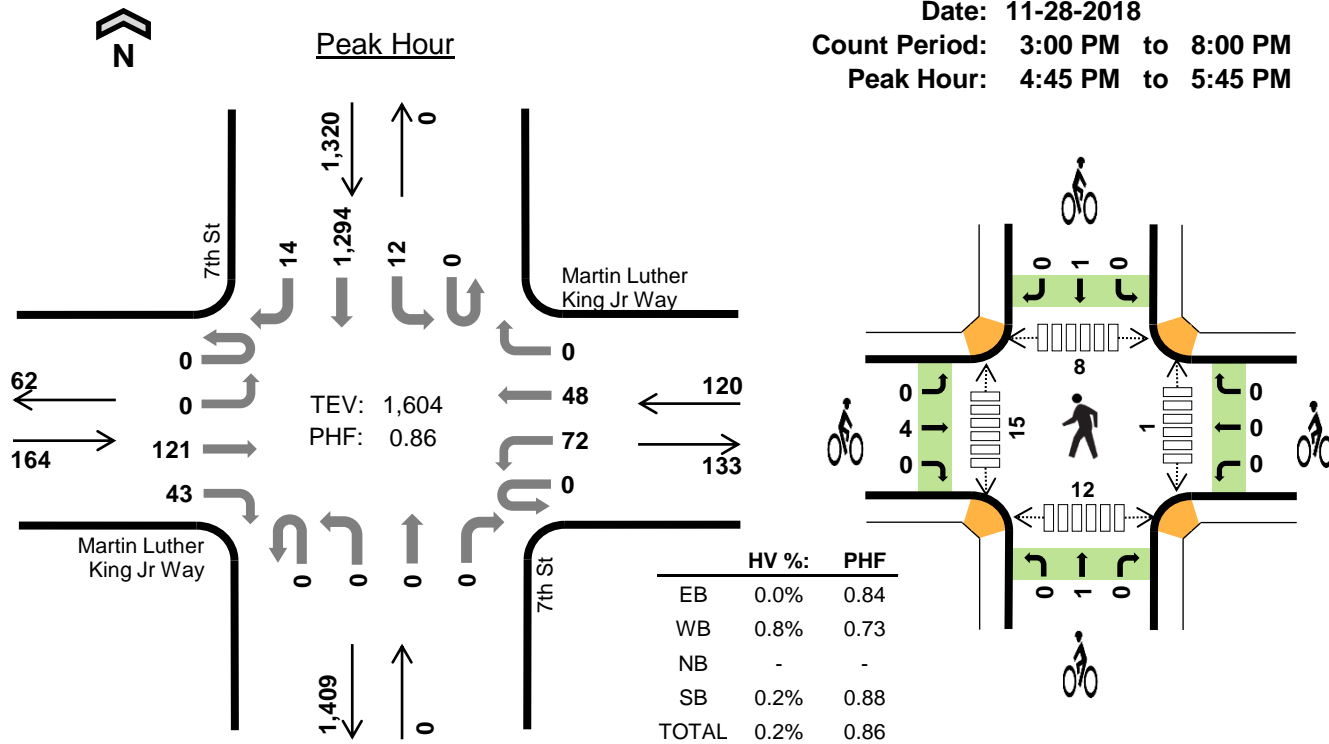 Date: 11-28-2018
Count Period: 3:00 PM to 8:00 PM
Peak Hour: 4:45 PM to 5:45 PM
N
Peak Hour
1,320
0
7th St
14
1,294
12
0
Martin Luther
King Jr Way
0
0
121
43
62
164
TEV: 1,604
PHF: 0.86
0
48
72
0
120
133
Martin Luther
King Jr Way
0
0
0
0
7th St
1,409
0
HV %: PHF
EB 0.0% 0.84
WB 0.8% 0.73
NB - -
SB 0.2% 0.88
TOTAL 0.2% 0.86
0
1
0
8
0
4
0
15
1
0
0
0
12
0
1
0